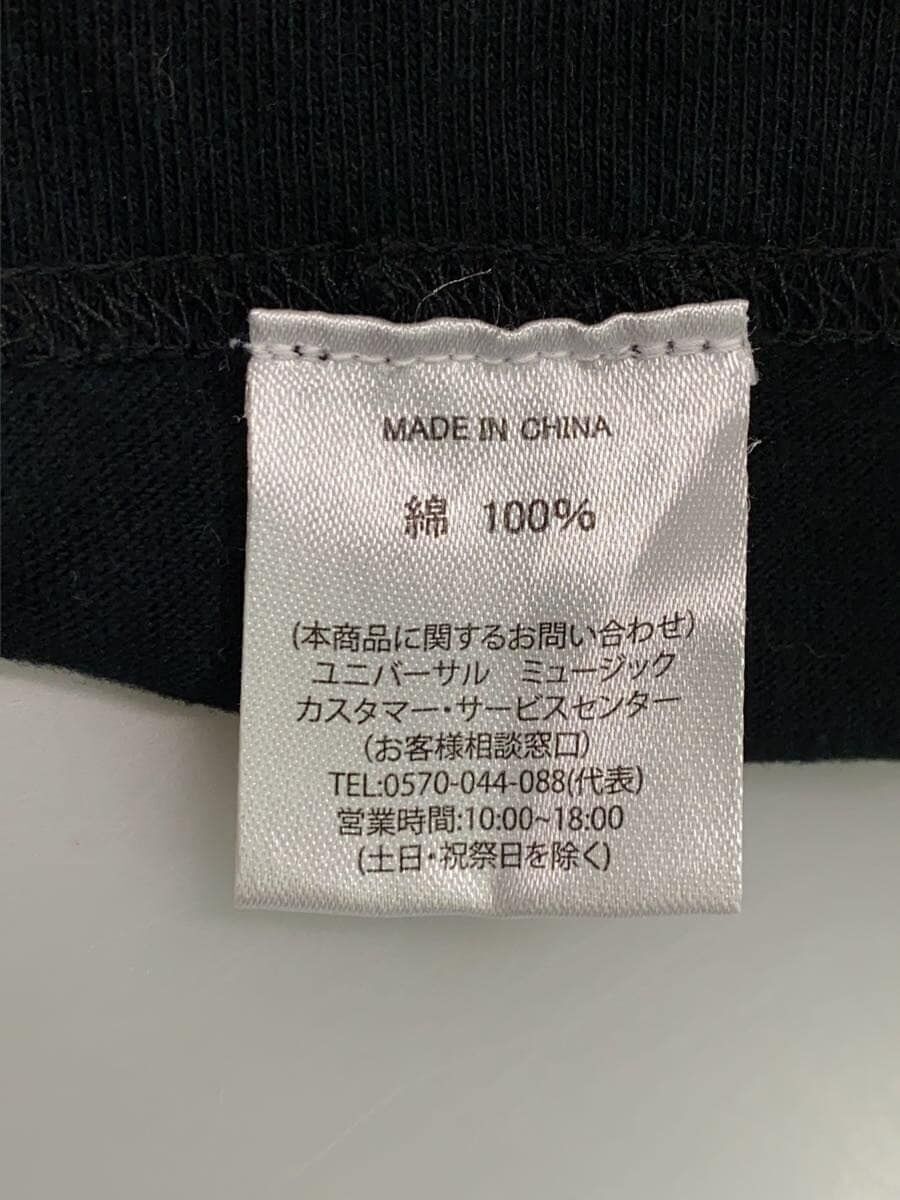 MADE IN CHINA
綿 100%
(本商品に関するお問い合わせ)
ユニバーサル ミュージック
カスタマー・サービスセンター
(お客様相談窓口)
TEL:0570-044-088(代表)
営業時間:10:00~18:00
(土日・祝祭日を除く)